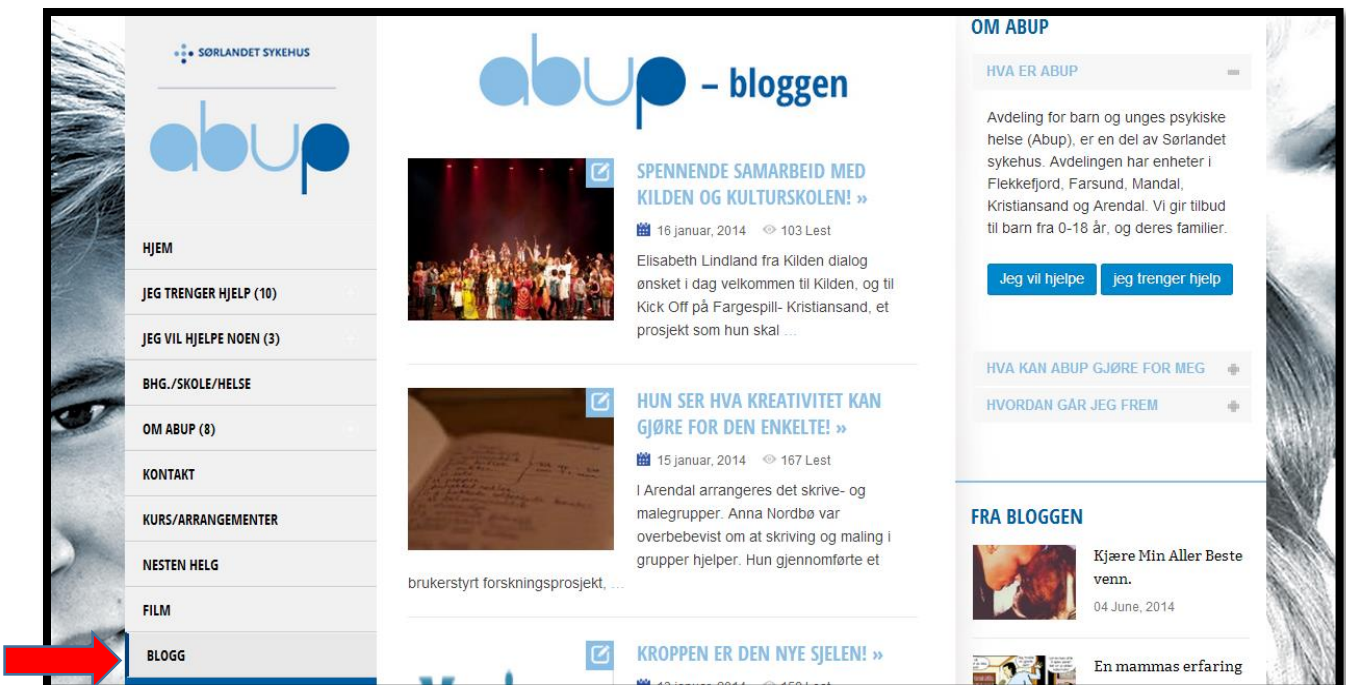 SØRLANDET SYKEHUS
abup
HJEM
JEG TRENGER HJELP (10)
JEG VIL HJELPE NOEN (3)
BHG./SKOLE/HELSE
OM ABUP (8)
KONTAKT
KURS/ARRANGEMENTER
NESTEN HELG
FILM
BLOGG
abup – bloggen
SPENNENDE SAMARBEID MED
KILDEN OG KULTURSKOLEN! »
16 januar, 2014 103 Lest
Elisabeth Lindland fra Kilden dialog
ønsket i dag velkommen til Kilden, og til
Kick Off på Fargespill- Kristiansand, et
prosjekt som hun skal ...
HUN SER HVA KREATIVITET KAN
GJØRE FOR DEN ENKELTE! »
15 januar, 2014 167 Lest
I Arendal arrangeres det skrive- og
malegrupper. Anna Nordbø var
overbebevist om at skriving og maling i
grupper hjelper. Hun gjennomførte et
brukerstyrt forskningsprosjekt, ...
KROPPEN ER DEN NYE SJELEN! »
OM ABUP
HVA ER ABUP
Avdeling for barn og unges psykiske
helse (Abup), er en del av Sørlandet
sykehus. Avdelingen har enheter i
Flekkefjord, Farsund, Mandal,
Kristiansand og Arendal. Vi gir tilbud
til barn fra 0-18 år, og deres familier.
Jeg vil hjelpe jeg trenger hjelp
HVA KAN ABUP GJØRE FOR MEG
HVORDAN GÅR JEG FREM
FRA BLOGGEN
Kjære Min Aller Beste
venn.
04 June, 2014
En mammas erfaring